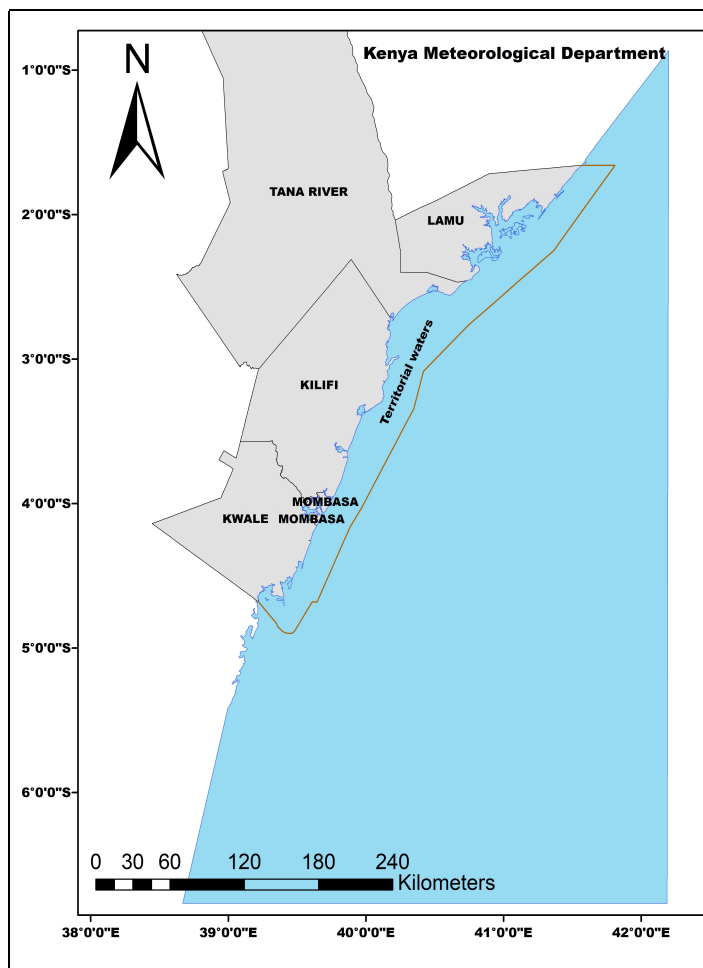 Kenya Meteorological Department
N
1°0'0"S
2°0'0"S
3°0'0"S
4°0'0"S
5°0'0"S
6°0'0"S
TANA RIVER
LAMU
Territorial waters
KILIFI
MOMBASA
KWALE
MOMBASA
0 30 60 120 180 240
Kilometers
38°0'0"E 39°0'0"E 40°0'0"E 41°0'0"E 42°0'0"E